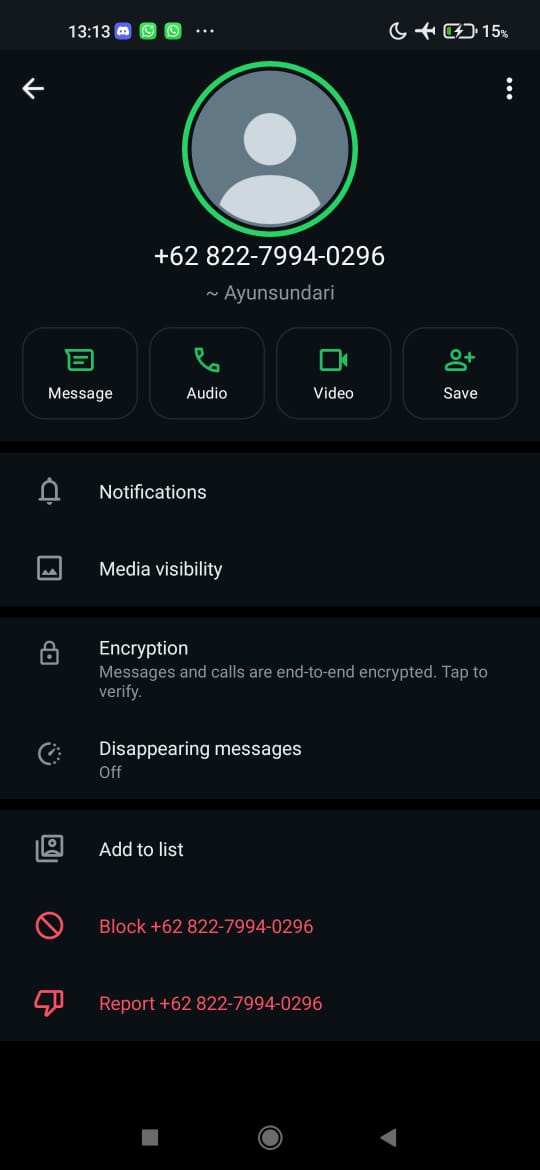 13:13 15%
+62 822-7994-0296
~ Ayunsundari
Message Audio Video Save
Notifications
Media visibility
Encryption
Messages and calls are end-to-end encrypted. Tap to
verify.
Disappearing messages
Off
Add to list
Block +62 822-7994-0296
Report +62 822-7994-0296